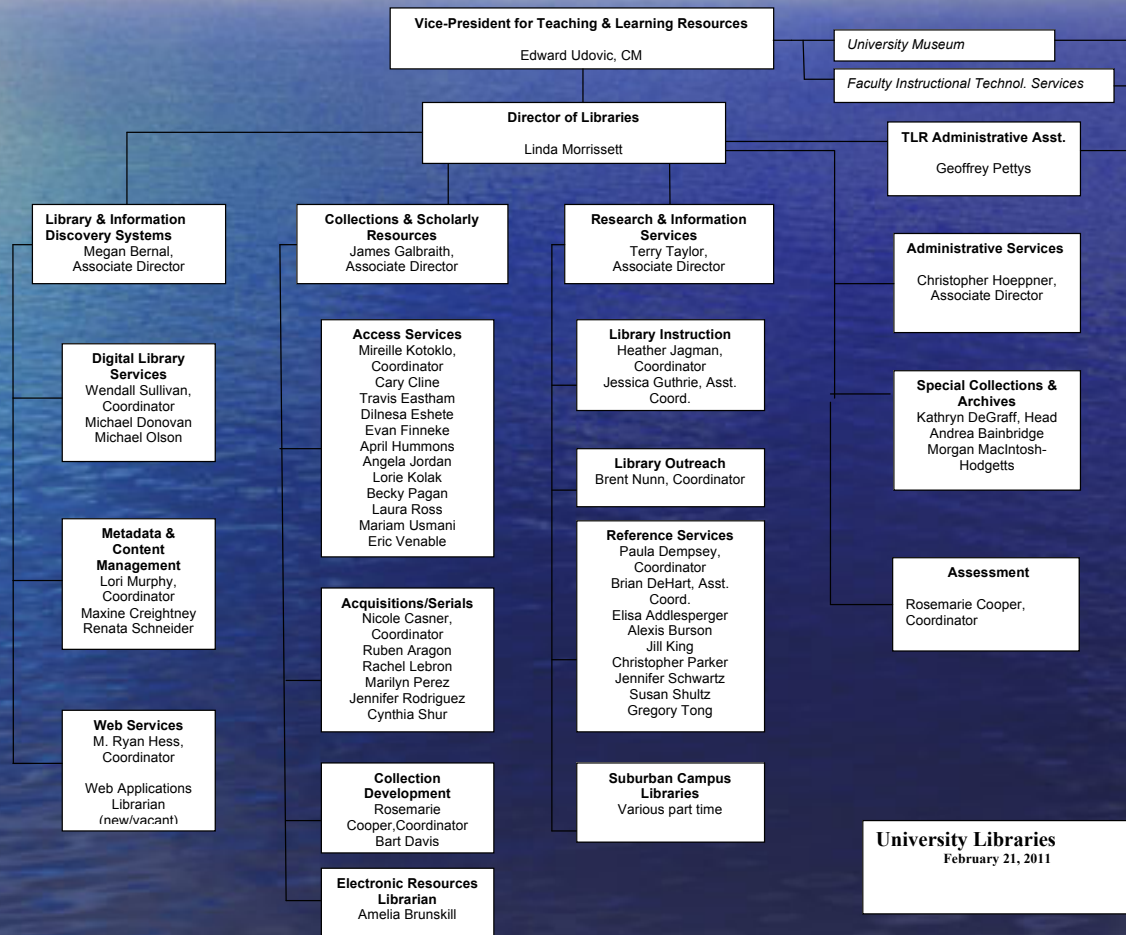 Vice-President for Teaching & Learning Resources
Edward Udovic, CM
University Museum
Faculty Instructional Technol. Services
Director of Libraries
Linda Morrissett
TLR Administrative Asst.
Geoffrey Pettys
Library & Information
Discovery Systems
Megan Bernal,
Associate Director
Collections & Scholarly
Resources
James Galbraith,
Associate Director
Research & Information
Services
Terry Taylor,
Associate Director
Administrative Services
Christopher Hoeppner,
Associate Director
Digital Library
Services
Wendall Sullivan,
Coordinator
Michael Donovan
Michael Olson
Metadata &
Content
Management
Lori Murphy,
Coordinator
Maxine Creightney
Renata Schneider
Web Services
M. Ryan Hess,
Coordinator
Web Applications
Librarian
(new/vacant)
Access Services
Mireille Kotoklo,
Coordinator
Cary Cline
Travis Eastham
Dilnesa Eshete
Evan Finneke
April Hummons
Angela Jordan
Lorie Kolak
Becky Pagan
Laura Ross
Mariam Usmani
Eric Venable
Acquisitions/Serials
Nicole Casner,
Coordinator
Ruben Aragon
Rachel Lebron
Marilyn Perez
Jennifer Rodriguez
Cynthia Shur
Collection
Development
Rosemarie
Cooper,Coordinator
Bart Davis
Electronic Resources
Librarian
Amelia Brunskill
Library Instruction
Heather Jagman,
Coordinator
Jessica Guthrie, Asst.
Coord.
Library Outreach
Brent Nunn, Coordinator
Reference Services
Paula Dempsey,
Coordinator
Brian DeHart, Asst.
Coord.
Elisa Addlesperger
Alexis Burson
Jill King
Christopher Parker
Jennifer Schwartz
Susan Shultz
Gregory Tong
Suburban Campus
Libraries
Various part time
Special Collections &
Archives
Kathryn DeGraff, Head
Andrea Bainbridge
Morgan MacIntosh-
Hodgetts
Assessment
Rosemarie Cooper,
Coordinator
University Libraries
February 21, 2011